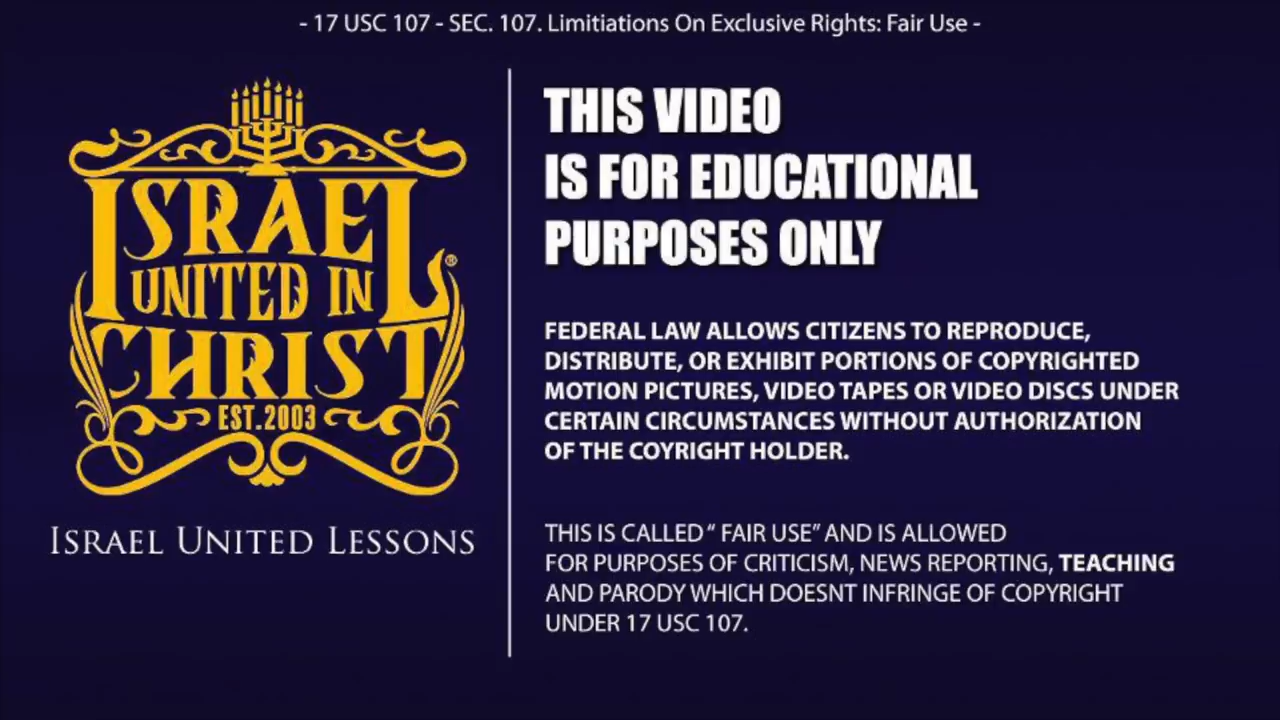 - 17 USC 107 - SEC. 107. Limitiations On Exclusive Rights: Fair Use -
ISRAEL
UNITED IN
CHRIST
®
EST.2003
ISRAEL UNITED LESSONS
THIS VIDEO
IS FOR EDUCATIONAL
PURPOSES ONLY
FEDERAL LAW ALLOWS CITIZENS TO REPRODUCE,
DISTRIBUTE, OR EXHIBIT PORTIONS OF COPYRIGHTED
MOTION PICTURES, VIDEO TAPES OR VIDEO DISCS UNDER
CERTAIN CIRCUMSTANCES WITHOUT AUTHORIZATION
OF THE COYRIGHT HOLDER.
THIS IS CALLED “ FAIR USE” AND IS ALLOWED
FOR PURPOSES OF CRITICISM, NEWS REPORTING, TEACHING
AND PARODY WHICH DOESNT INFRINGE OF COPYRIGHT
UNDER 17 USC 107.